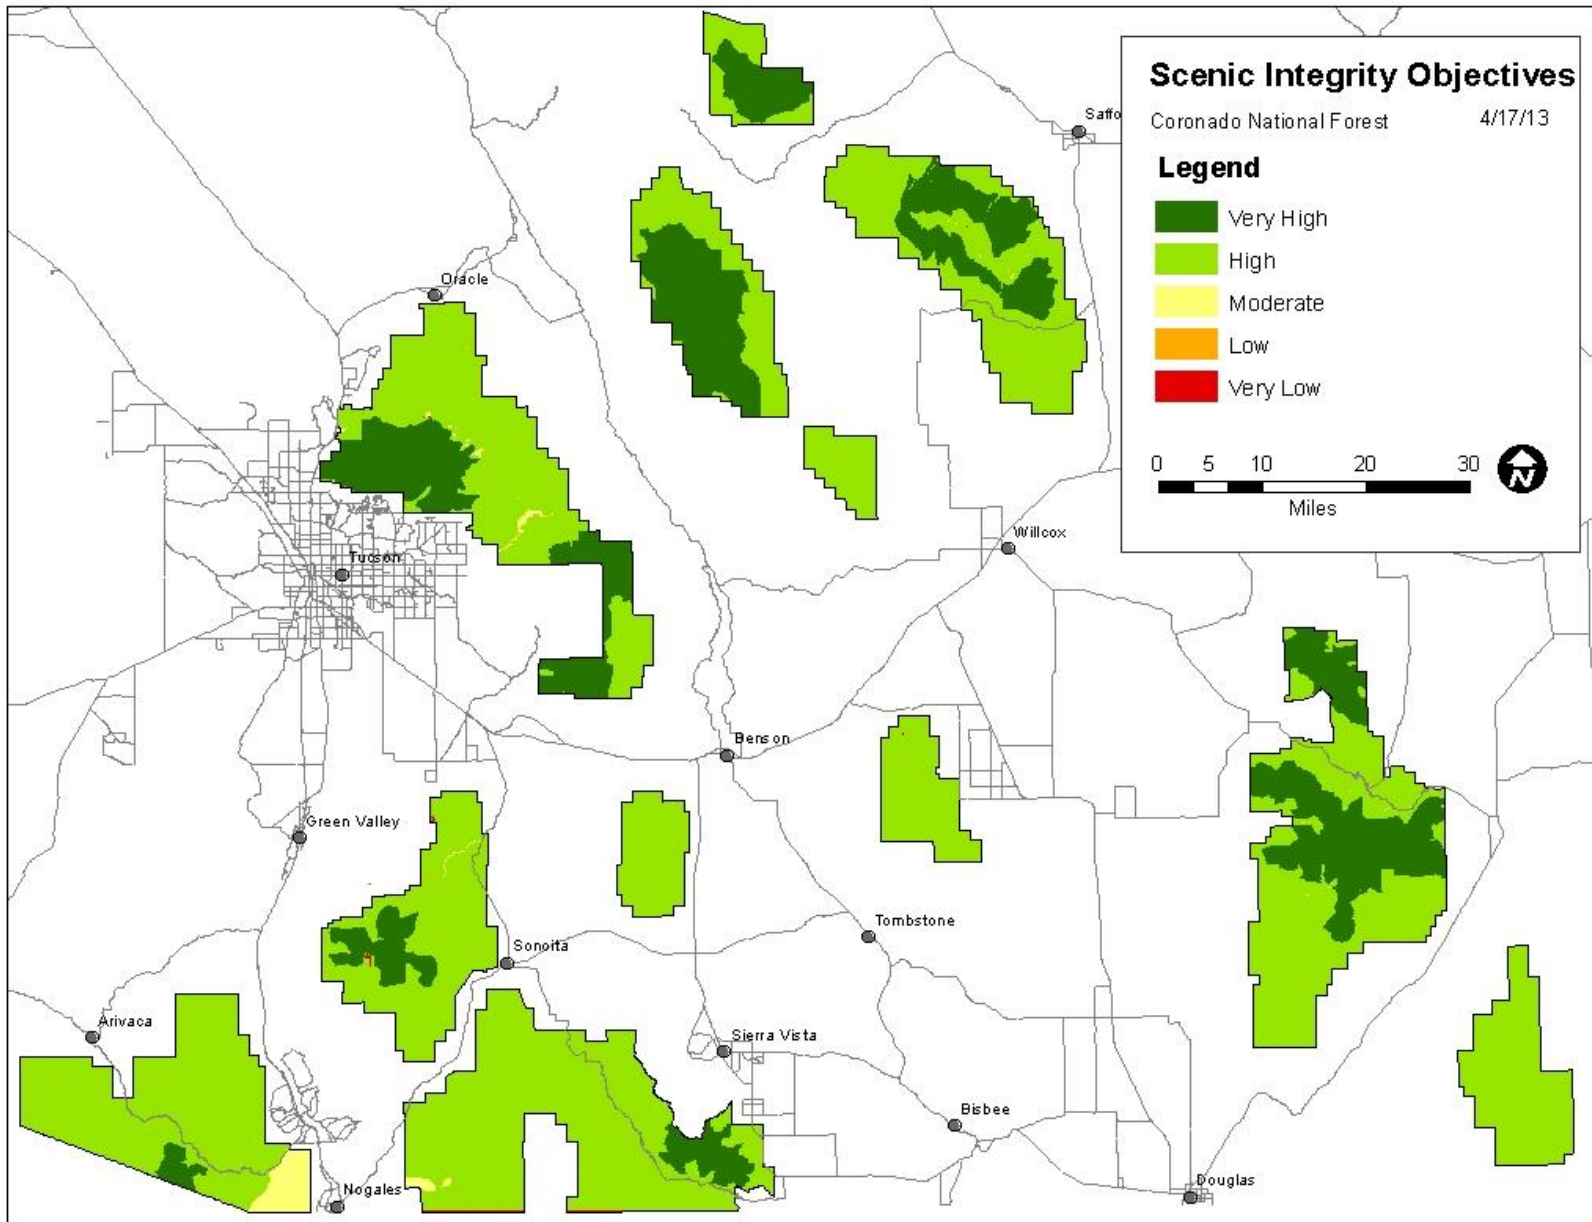 Scenic Integrity Objectives
Coronado National Forest 4/17/13
Legend
Very High
High
Moderate
Low
Very Low
0 5 10 20 30
Miles
N
Saffo
Oracle
Tucson
Willcox
Benson
Green Valley
Tombstone
Sonoita
Arivaca
Sierra Vista
Bisbee
Nogales
Douglas